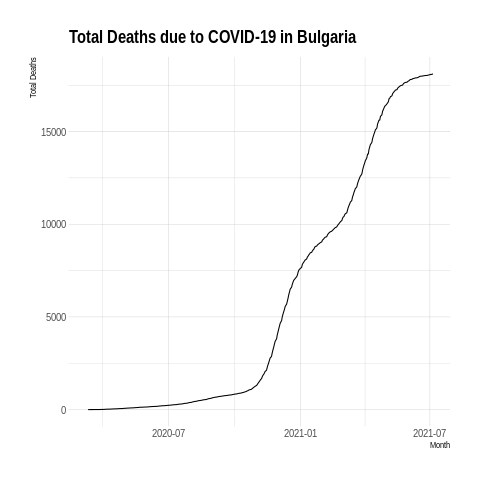 Total Deaths due to COVID-19 in Bulgaria
Total Deaths
15000
10000
5000
0
2020-07 2021-01 2021-07
Month